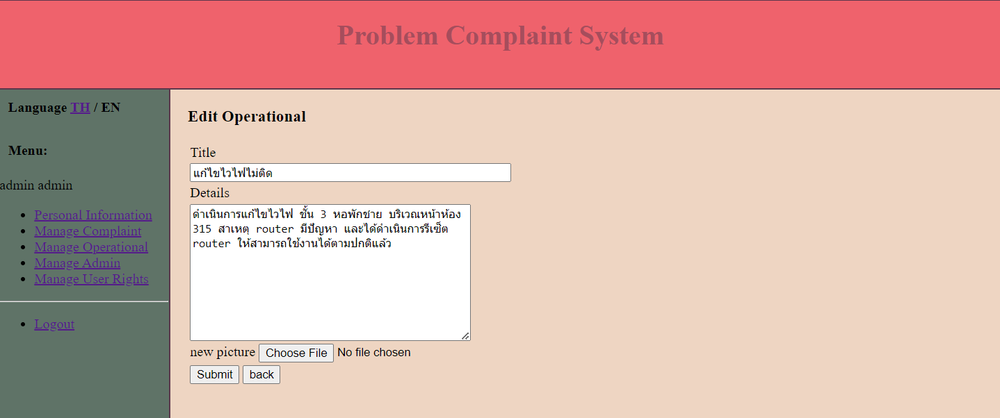 Problem Complaint System
Language TH / EN
Menu:
admin admin
Personal Information
Manage Complaint
Manage Operational
Manage Admin
Manage User Rights
Logout
Edit Operational
Title
แก้ไขไวไฟไม่ติด
Details
ดำเนินการแก้ไขไวไฟ ชั้น 3 หอพักชาย บริเวณหน้าห้อง
315 สาเหตุ router มีปัญหา และได้ดำเนินการรีเซ็ต
router ให้สามารถใช้งานได้ตามปกติแล้ว
new picture Choose File No file chosen
Submit back